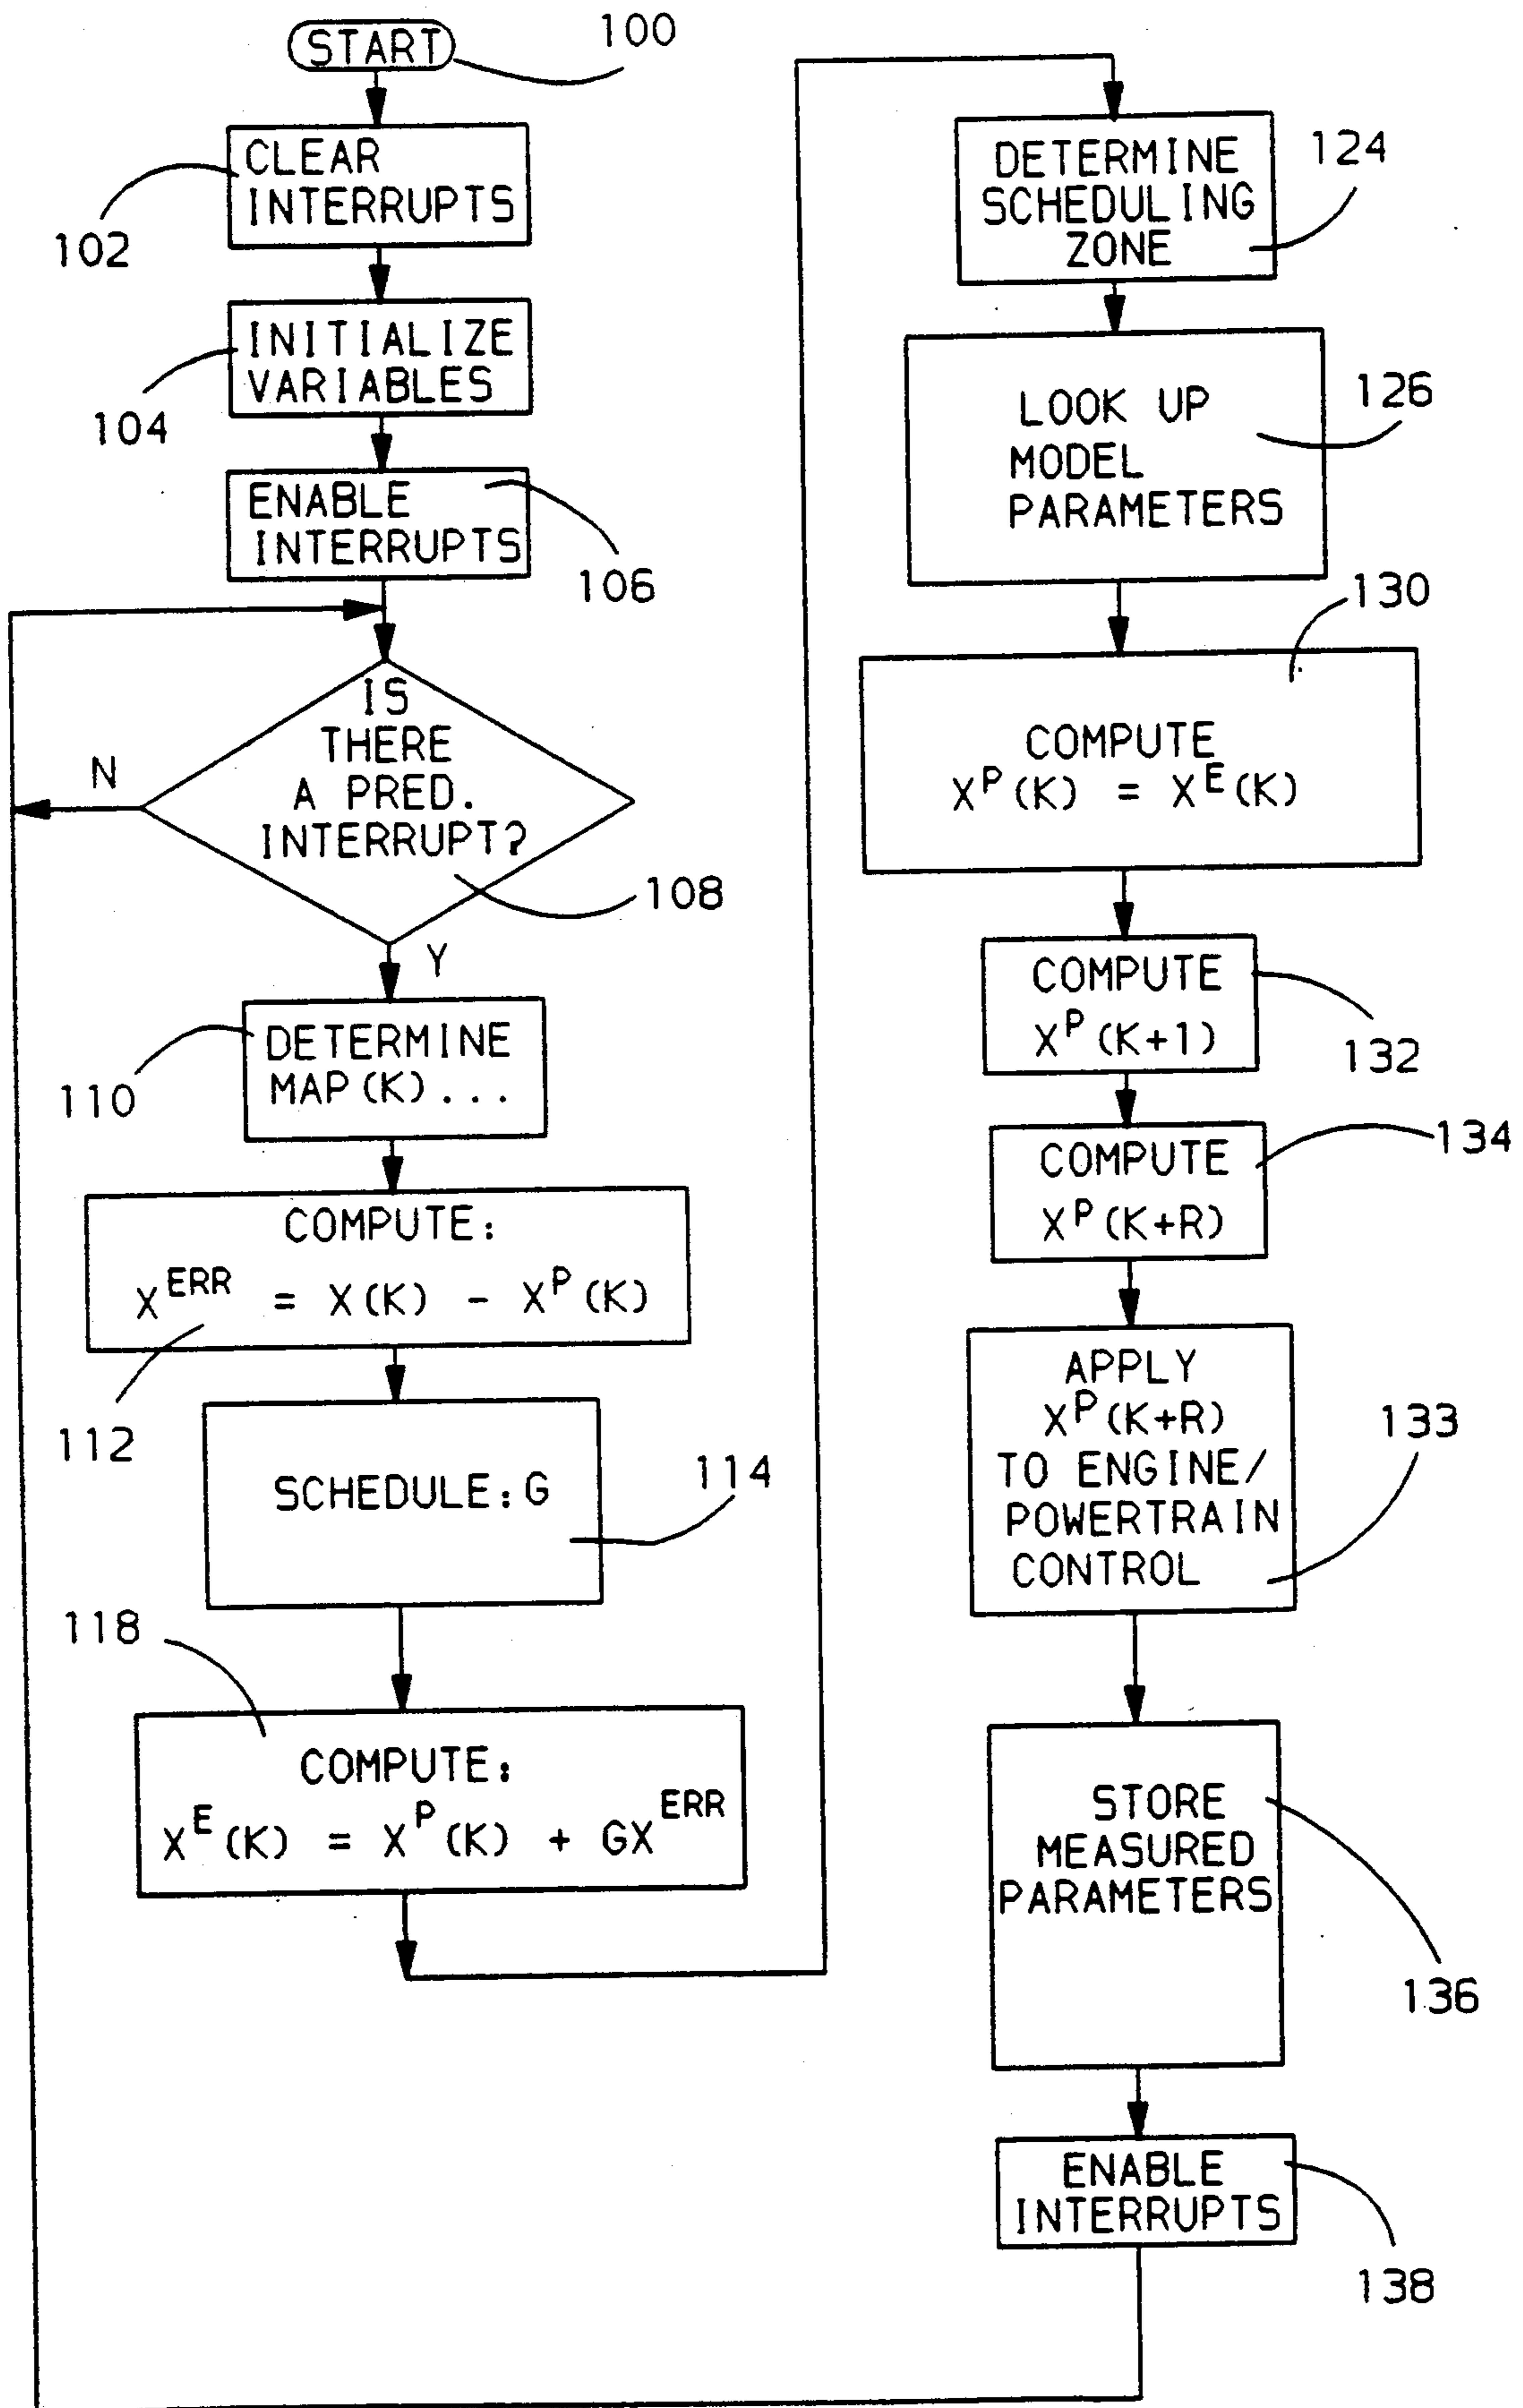 START
100
CLEAR
INTERRUPTS
102
INITIALIZE
VARIABLES
104
ENABLE
INTERRUPTS
106
IS
THERE
A PRED.
INTERRUPT?
N
108
Y
DETERMINE
MAP(K)...
110
COMPUTE:
X^ERR = X(K) - X^P(K)
112
SCHEDULE:G
114
118
COMPUTE:
X^E(K) = X^P(K) + GX^ERR
DETERMINE
SCHEDULING
ZONE
124
LOOK UP
MODEL
PARAMETERS
126
130
COMPUTE
X^P(K) = X^E(K)
COMPUTE
X^P(K+1)
132
COMPUTE
X^P(K+R)
134
APPLY
X^P(K+R)
TO ENGINE/
POWERTRAIN
CONTROL
133
STORE
MEASURED
PARAMETERS
136
ENABLE
INTERRUPTS
138